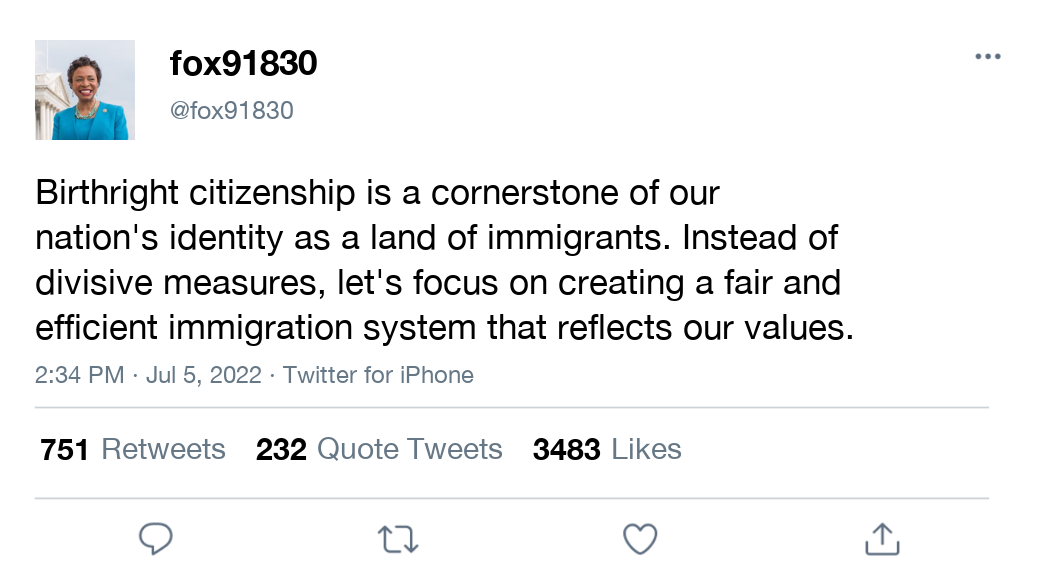 fox91830
@fox91830
Birthright citizenship is a cornerstone of our
nation's identity as a land of immigrants. Instead of
divisive measures, let's focus on creating a fair and
efficient immigration system that reflects our values.
2:34 PM · Jul 5, 2022 · Twitter for iPhone
751 Retweets 232 Quote Tweets 3483 Likes